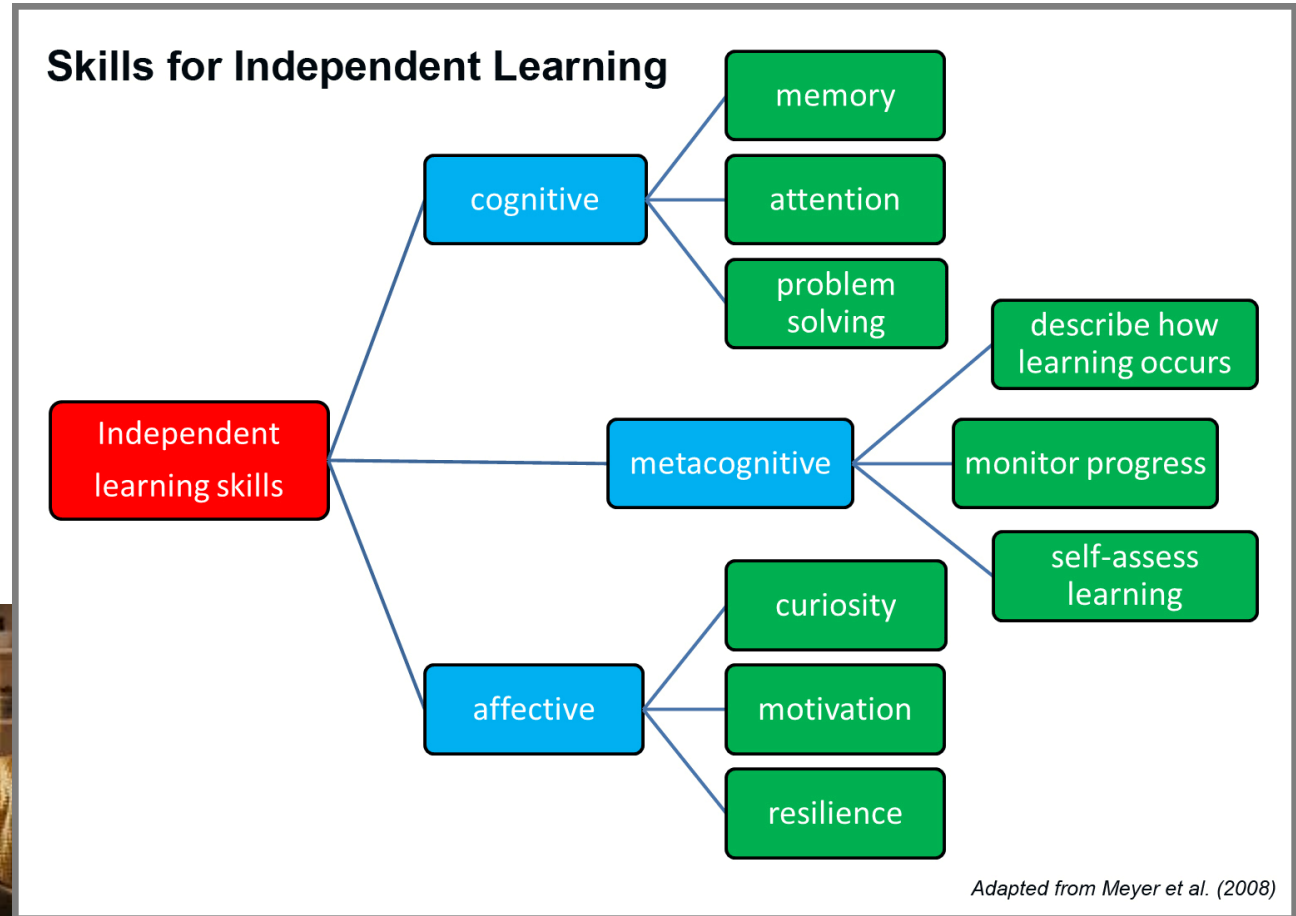 Skills for Independent Learning
memory
cognitive
attention
problem
solving
describe how
learning occurs
Independent
learning skills
metacognitive
monitor progress
self-assess
learning
curiosity
affective
motivation
resilience
Adapted from Meyer et al. (2008)